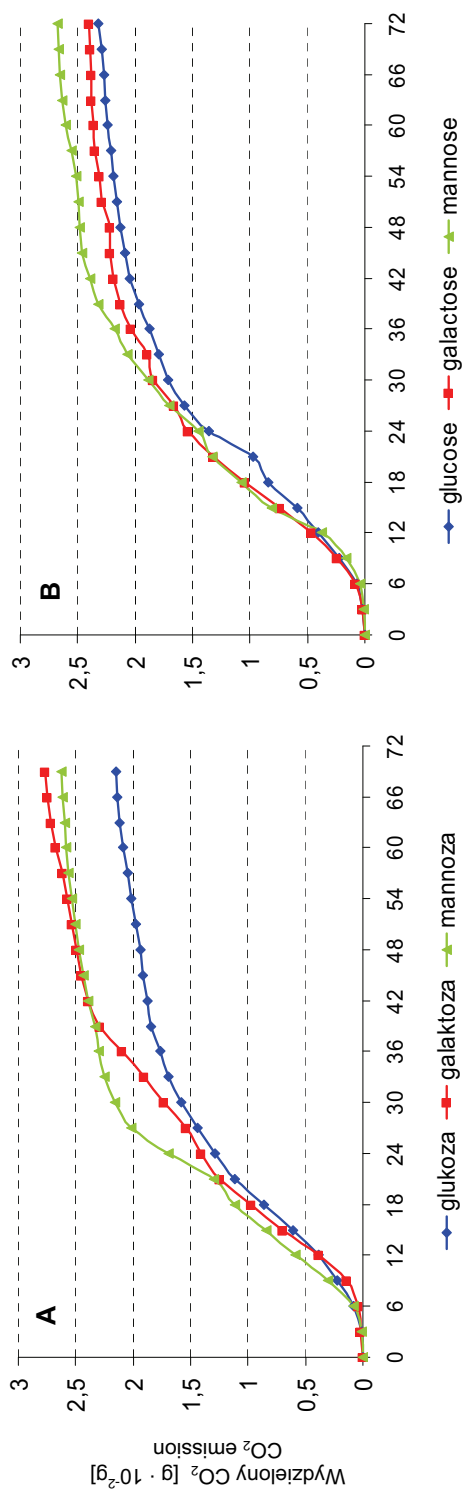 A
Wydzielony CO₂ [g · 10⁻²g]
CO₂ emission
3
2,5
2
1,5
1
0,5
0
0 6 12 18 24 30 36 42 48 54 60 66 72
glukoza galaktoza mannoza
B
3
2,5
2
1,5
1
0,5
0
0 6 12 18 24 30 36 42 48 54 60 66 72
glucose galactose mannose